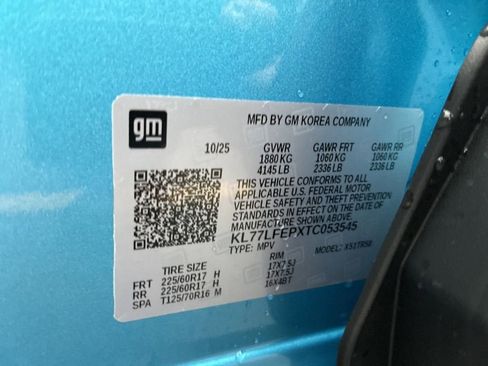 gm
MFD BY GM KOREA COMPANY
10/25 GVWR GAWR FRT GAWR RR
1880 KG 1060 KG 1060 KG
4145 LB 2336 LB 2336 LB
THIS VEHICLE CONFORMS TO ALL
APPLICABLE U.S. FEDERAL MOTOR
VEHICLE SAFETY AND THEFT PREVENTION
STANDARDS IN EFFECT ON THE DATE OF
MANUFACTURE SHOWN ABOVE.
KL77LFEPXTC053545
TYPE: MPV MODEL: X51TR58
TIRE SIZE RIM
FRT 225/60R17 H 17X7.5J
RR 225/60R17 H 17X7.5J
SPA T125/70R16 M 16X4BT